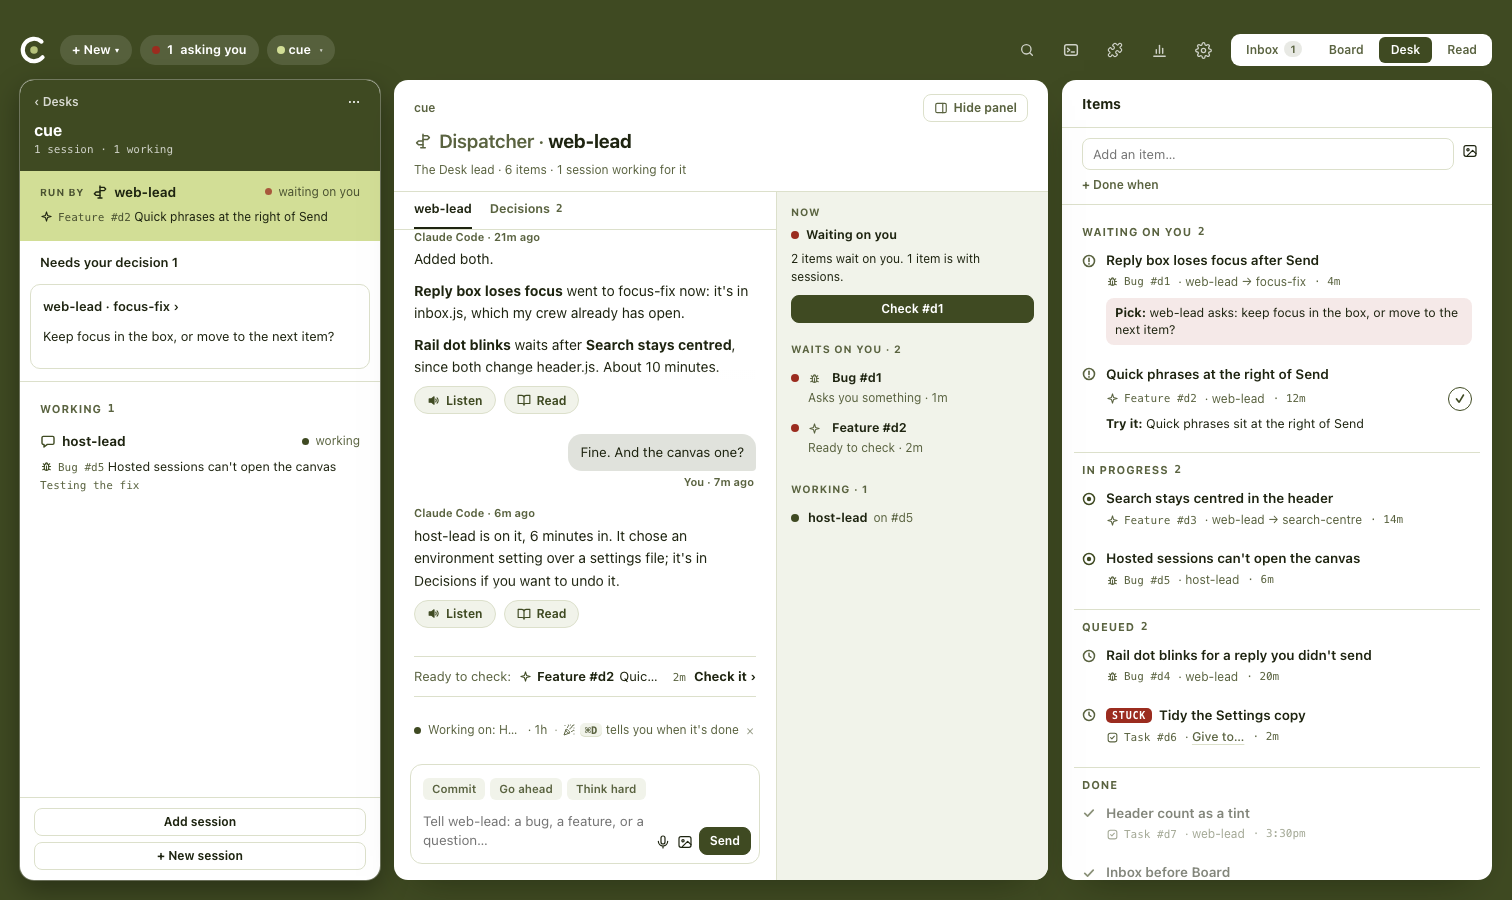 + New ▾
1 asking you
cue ·
Inbox 1
Board
Desk
Read
‹ Desks
···
cue
1 session · 1 working
RUN BY web-lead
waiting on you
Feature #d2 Quick phrases at the right of Send
Needs your decision 1
web-lead · focus-fix ›
Keep focus in the box, or move to the next item?
WORKING 1
host-lead
working
Bug #d5 Hosted sessions can't open the canvas
Testing the fix
Add session
+ New session
cue
Hide panel
Dispatcher · web-lead
The Desk lead · 6 items · 1 session working for it
web-lead
Decisions 2
Claude Code · 21m ago
Added both.
Reply box loses focus went to focus-fix now: it's in
inbox.js, which my crew already has open.
Rail dot blinks waits after Search stays centred,
since both change header.js. About 10 minutes.
Listen
Read
Fine. And the canvas one?
You · 7m ago
Claude Code · 6m ago
host-lead is on it, 6 minutes in. It chose an
environment setting over a settings file; it's in
Decisions if you want to undo it.
Listen
Read
Ready to check: Feature #d2 Quic... 2m Check it ›
Working on: H... · 1h · ⌘D tells you when it's done ×
Commit
Go ahead
Think hard
Tell web-lead: a bug, a feature, or a
question...
Send
NOW
Waiting on you
2 items wait on you. 1 item is with
sessions.
Check #d1
WAITS ON YOU · 2
Bug #d1
Asks you something · 1m
Feature #d2
Ready to check · 2m
WORKING · 1
host-lead on #d5
Items
Add an item...
+ Done when
WAITING ON YOU 2
Reply box loses focus after Send
Bug #d1 · web-lead → focus-fix · 4m
Pick: web-lead asks: keep focus in the box, or move to the
next item?
Quick phrases at the right of Send
Feature #d2 · web-lead · 12m
Try it: Quick phrases sit at the right of Send
IN PROGRESS 2
Search stays centred in the header
Feature #d3 · web-lead → search-centre · 14m
Hosted sessions can't open the canvas
Bug #d5 · host-lead · 6m
QUEUED 2
Rail dot blinks for a reply you didn't send
Bug #d4 · web-lead · 20m
STUCK Tidy the Settings copy
Task #d6 · Give to... · 2m
DONE
Header count as a tint
Task #d7 · web-lead · 3:30pm
Inbox before Board